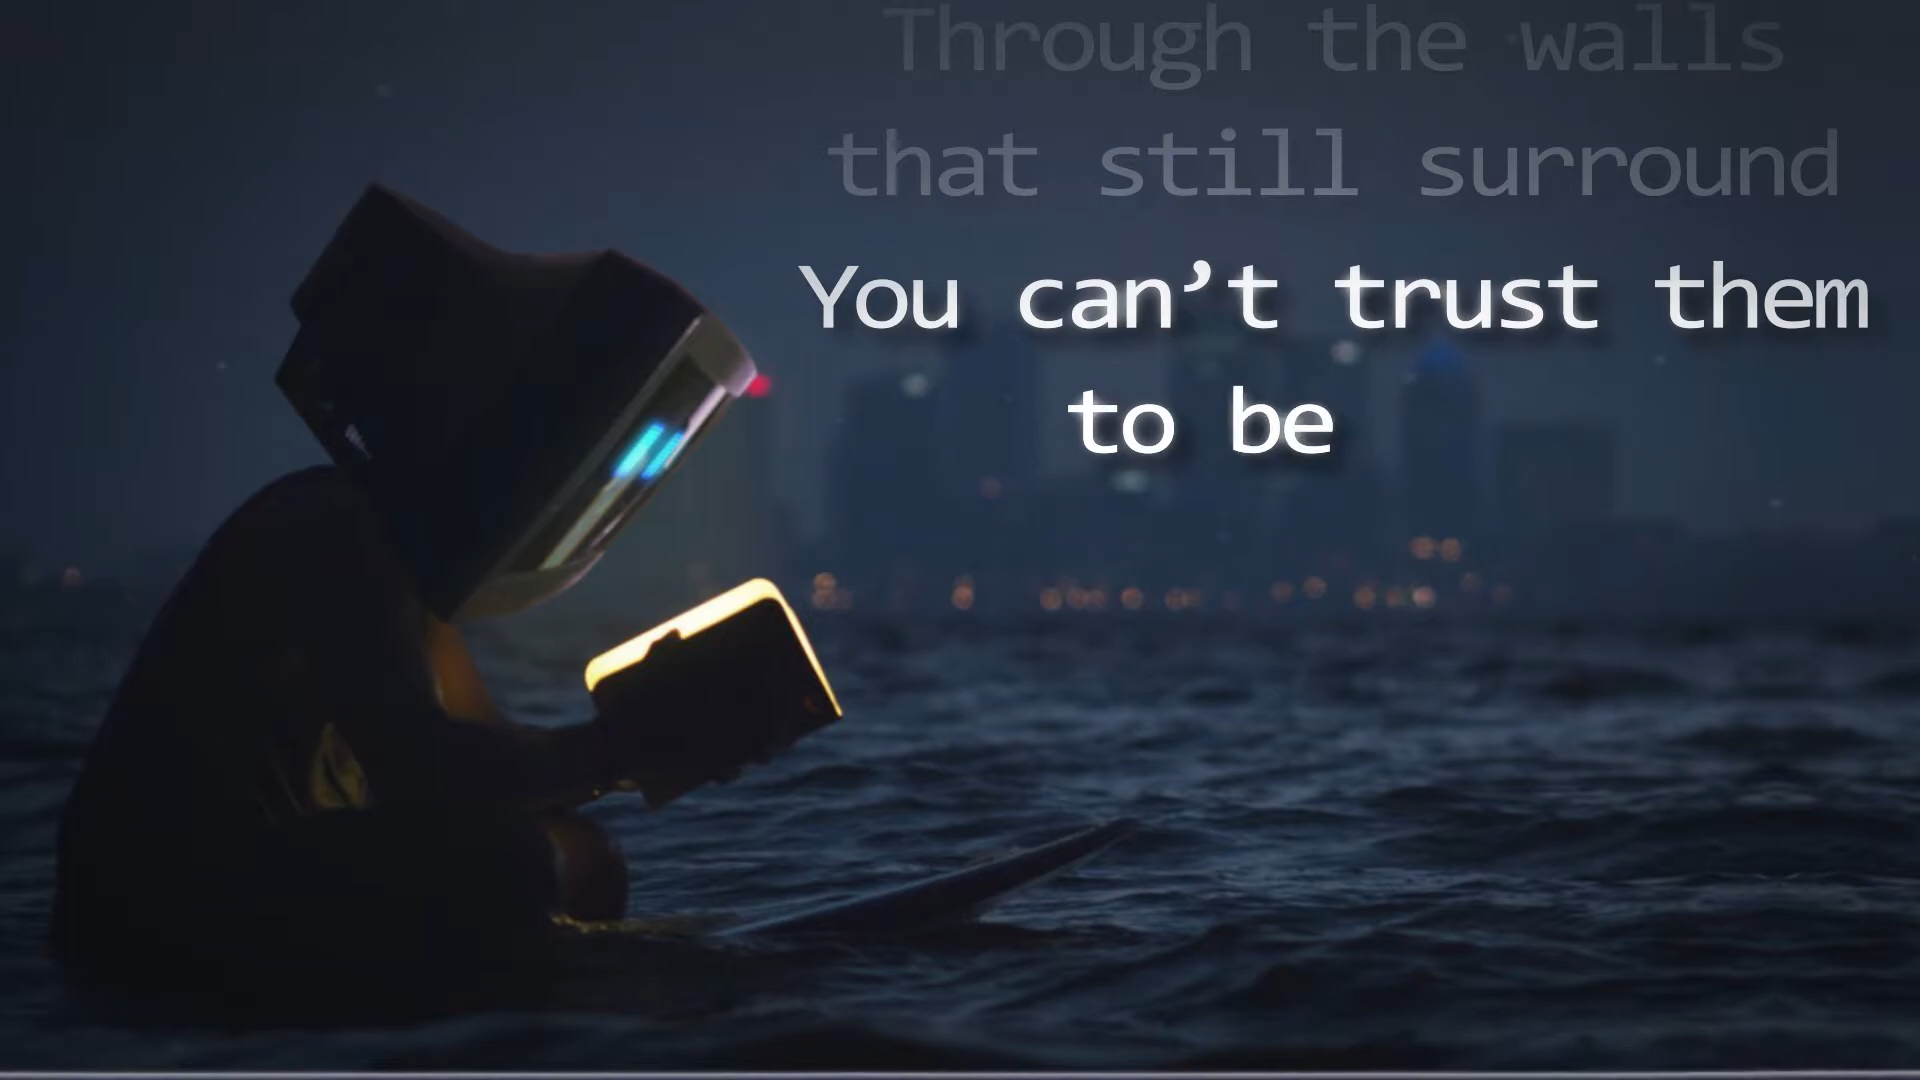 Through the walls
that still surround
You can’t trust them
to be